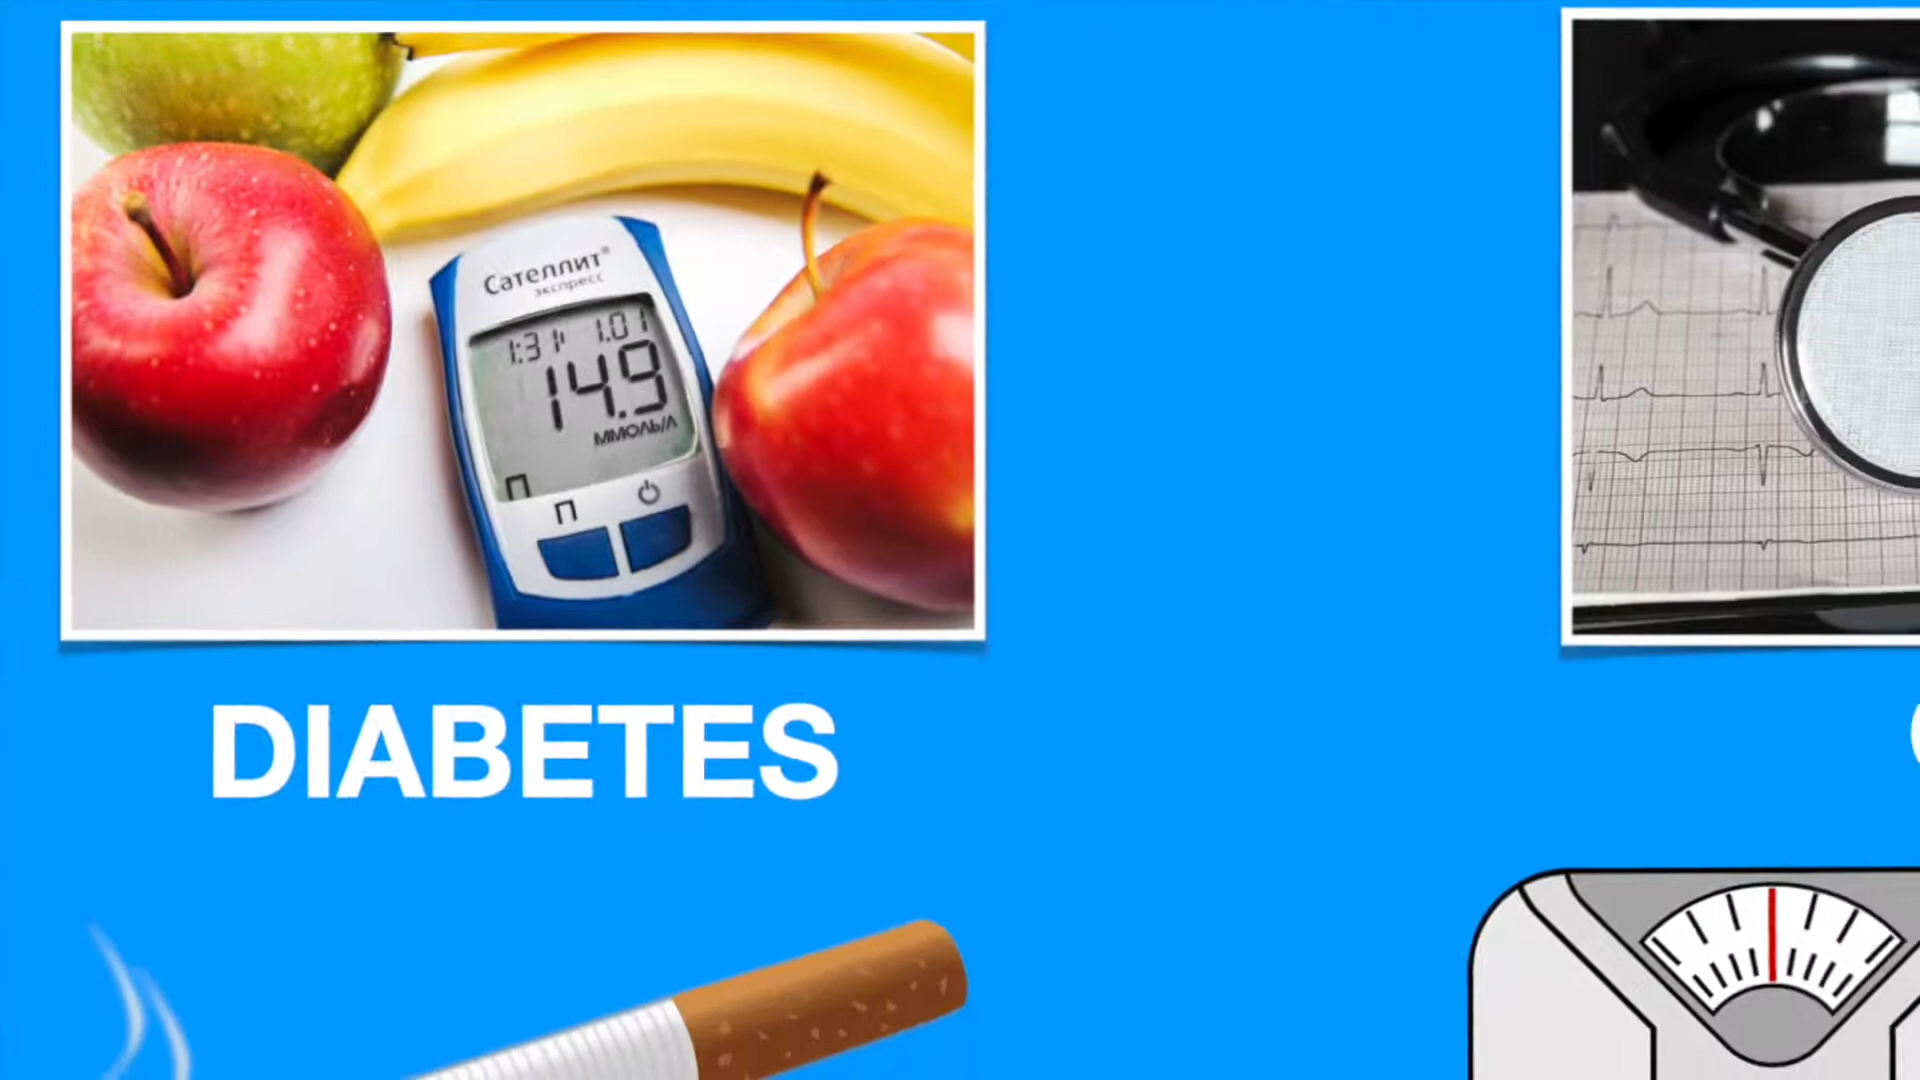 Сателлит®
экспресс
1:31 1.01
14.9
ММОЛЬ/Л
П
П
DIABETES